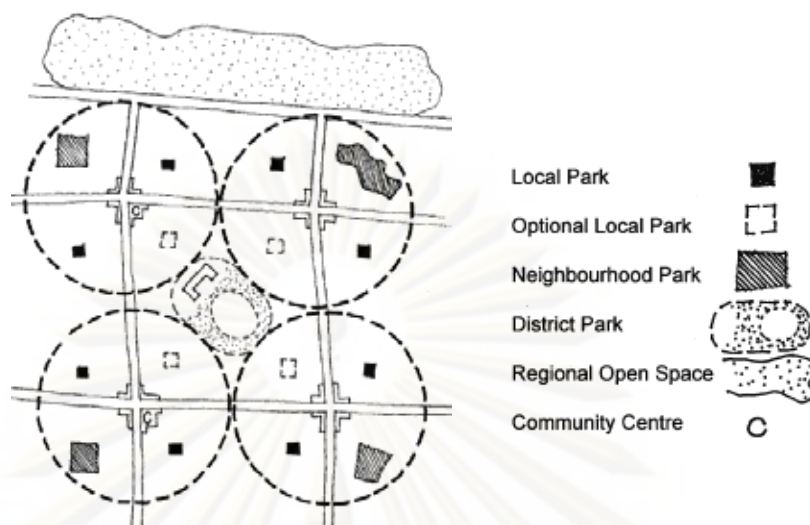 Local Park
Optional Local Park
Neighbourhood Park
District Park
Regional Open Space
Community Centre
C
C
C